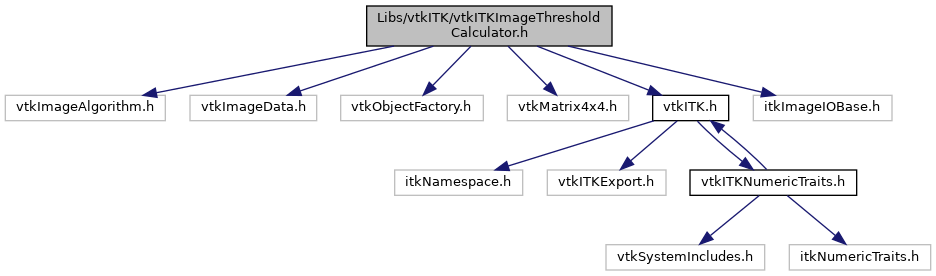 Libs/vtkITK/vtkITKImageThreshold
Calculator.h
vtkImageAlgorithm.h
vtkImageData.h
vtkObjectFactory.h
vtkMatrix4x4.h
vtkITK.h
itkImageIOBase.h
itkNamespace.h
vtkITKExport.h
vtkITKNumericTraits.h
vtkSystemIncludes.h
itkNumericTraits.h